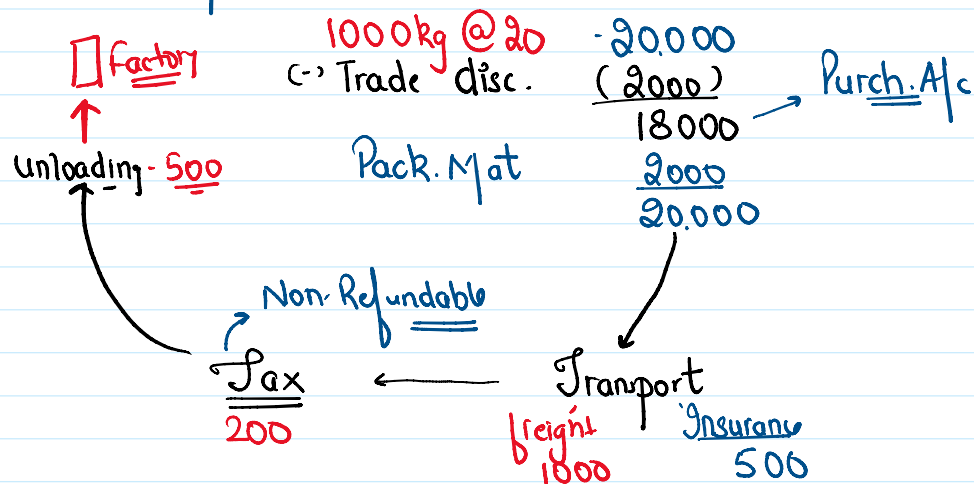 1000kg @ 20 - 20.000
factory
(-) Trade disc. (2000)
Purch. A/c
18000
unloading - 500
Pack. Mat 2000
20.000
Non-Refundable
Tax
Transport
200
freight
Insurance
1000
500